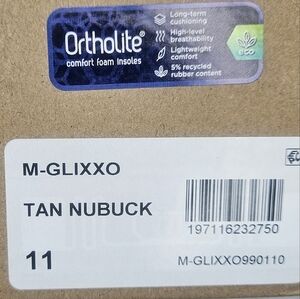 Ortholite®
comfort foam insoles
Long-term
cushioning
High-level
breathability
Lightweight
comfort
5% recycled
rubber content
eco
M-GLIXXO
TAN NUBUCK
11
197116232750
M-GLIXXO990110